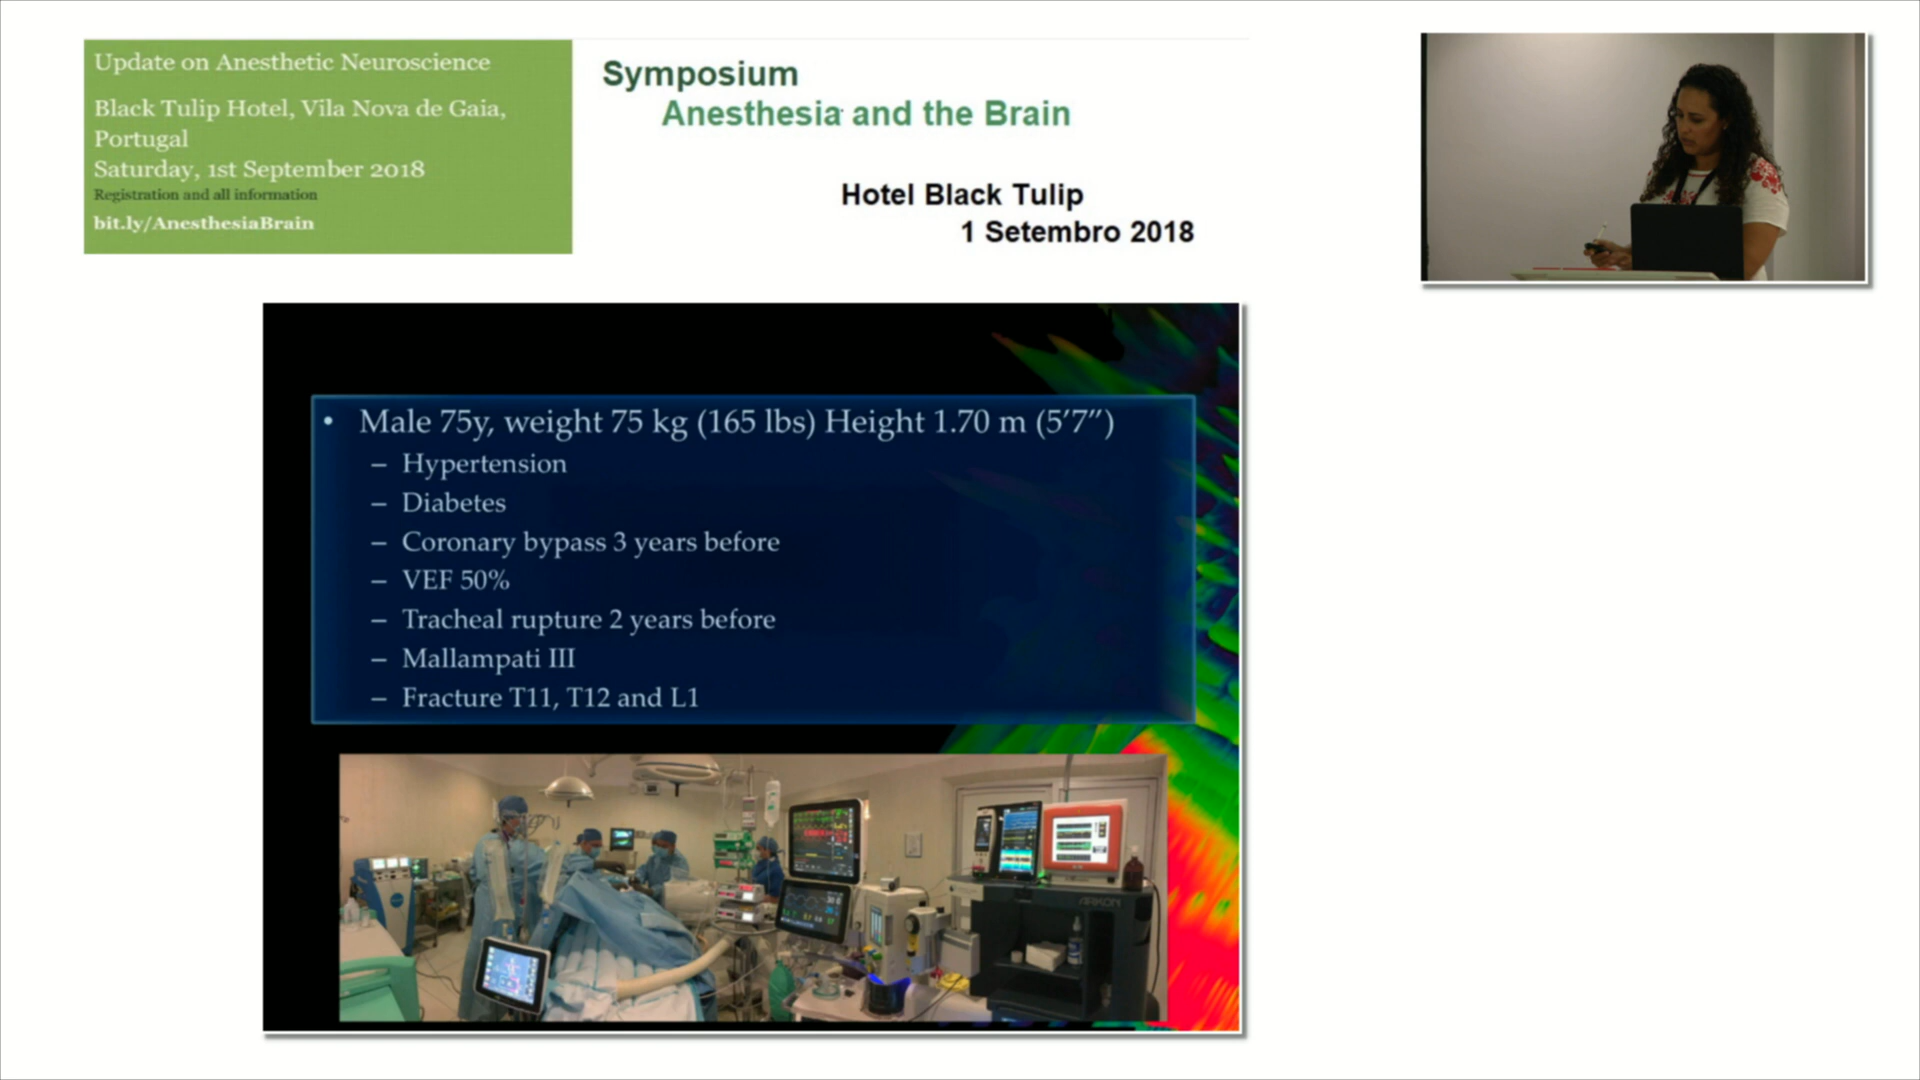 Update on Anesthetic Neuroscience
Black Tulip Hotel, Vila Nova de Gaia,
Portugal
Saturday, 1st September 2018
Registration and all information
bit.ly/AnesthesiaBrain
Symposium
Anesthesia and the Brain
Hotel Black Tulip
1 Setembro 2018
• Male 75y, weight 75 kg (165 lbs) Height 1.70 m (5′7″)
– Hypertension
– Diabetes
– Coronary bypass 3 years before
– VEF 50%
– Tracheal rupture 2 years before
– Mallampati III
– Fracture T11, T12 and L1
ARKON